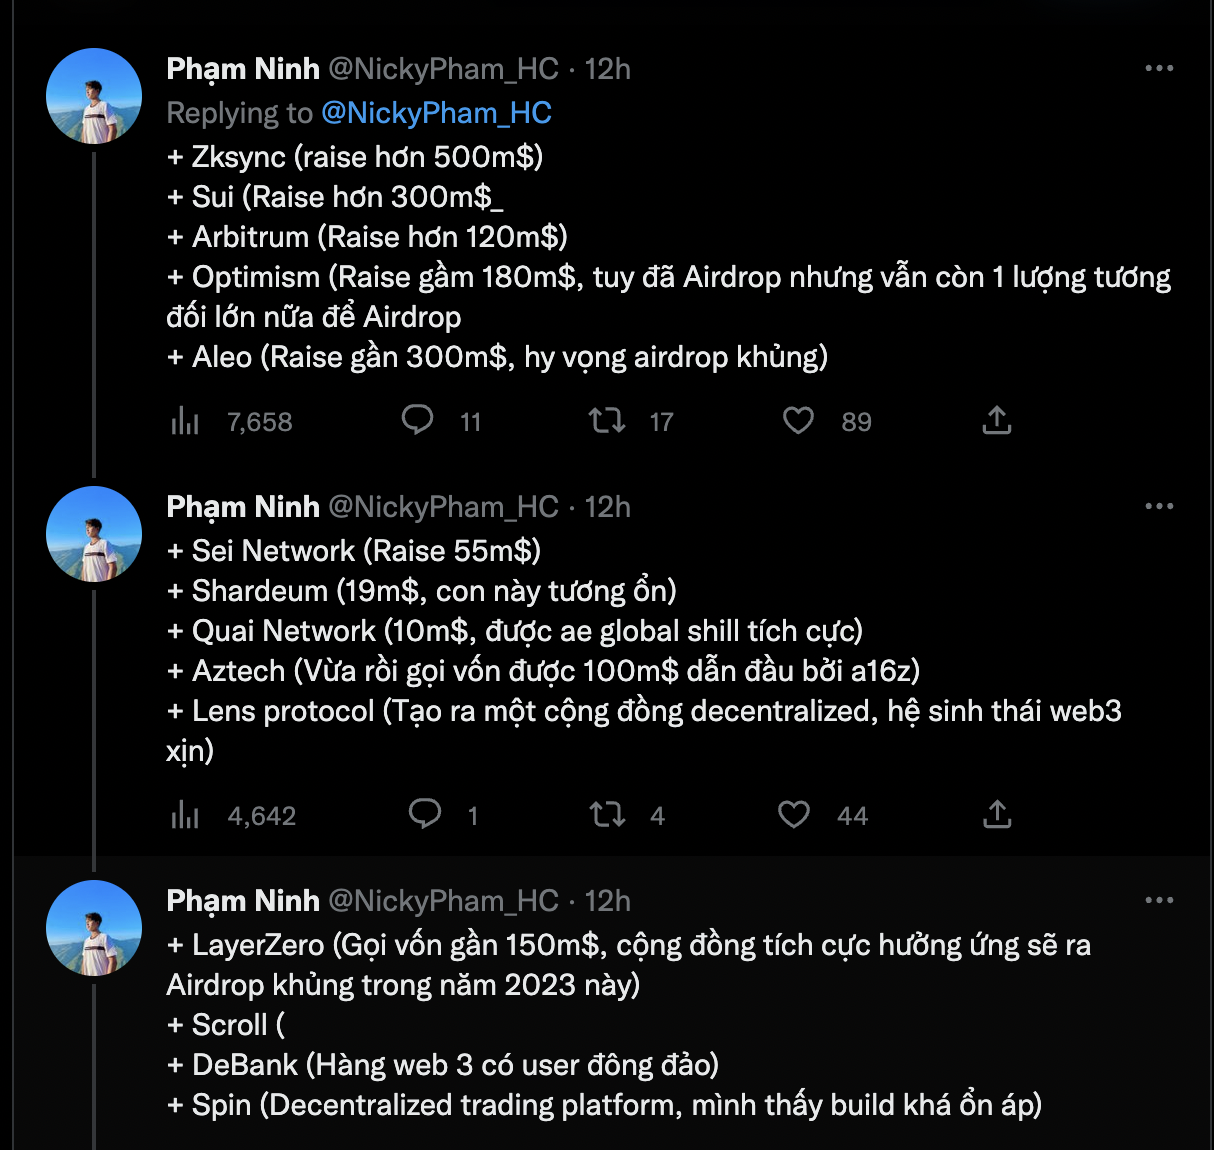 Phạm Ninh @NickyPham_HC · 12h
Replying to @NickyPham_HC
+ Zksync (raise hơn 500m$)
+ Sui (Raise hơn 300m$_
+ Arbitrum (Raise hơn 120m$)
+ Optimism (Raise gầm 180m$, tuy đã Airdrop nhưng vẫn còn 1 lượng tương
đối lớn nữa để Airdrop
+ Aleo (Raise gần 300m$, hy vọng airdrop khủng)
7,658 11 17 89
Phạm Ninh @NickyPham_HC · 12h
+ Sei Network (Raise 55m$)
+ Shardeum (19m$, con này tương ổn)
+ Quai Network (10m$, được ae global shill tích cực)
+ Aztech (Vừa rồi gọi vốn được 100m$ dẫn đầu bởi a16z)
+ Lens protocol (Tạo ra một cộng đồng decentralized, hệ sinh thái web3
xịn)
4,642 1 4 44
Phạm Ninh @NickyPham_HC · 12h
+ LayerZero (Gọi vốn gần 150m$, cộng đồng tích cực hưởng ứng sẽ ra
Airdrop khủng trong năm 2023 này)
+ Scroll (
+ DeBank (Hàng web 3 có user đông đảo)
+ Spin (Decentralized trading platform, mình thấy build khá ổn áp)